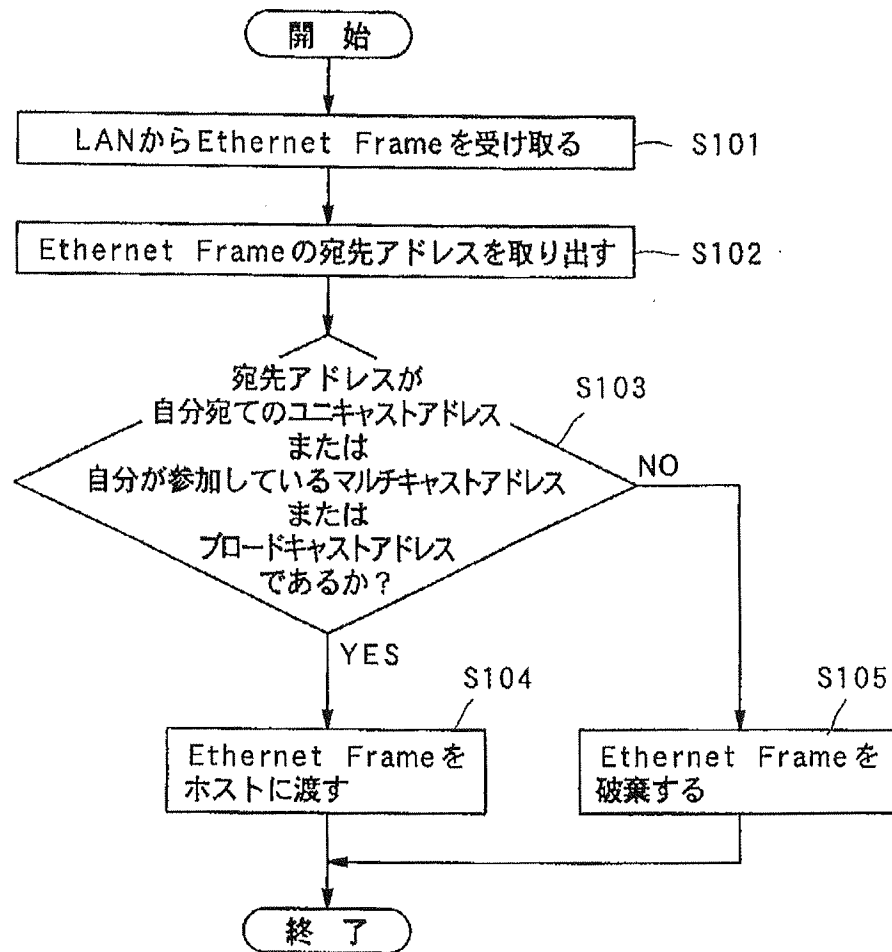 開 始
LANからEthernet Frameを受け取る
S101
Ethernet Frameの宛先アドレスを取り出す
S102
宛先アドレスが
自分宛てのユニキャストアドレス
または
自分が参加しているマルチキャストアドレス
または
ブロードキャストアドレス
であるか？
S103
NO
YES
S104
Ethernet Frameを
ホストに渡す
S105
Ethernet Frameを
破棄する
終 了